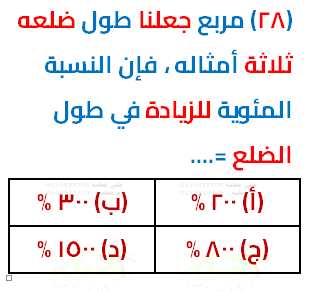 (٢٨) مربع جعلنا طول ضلعه
ثلاثة أمثاله ، فإن النسبة
المئوية للزيادة في طول
الضلع =....
(أ) ٢٠٠ %
(ب) ٣٠٠ %
(ج) ٨٠٠ %
(د) ١٥٠٠ %